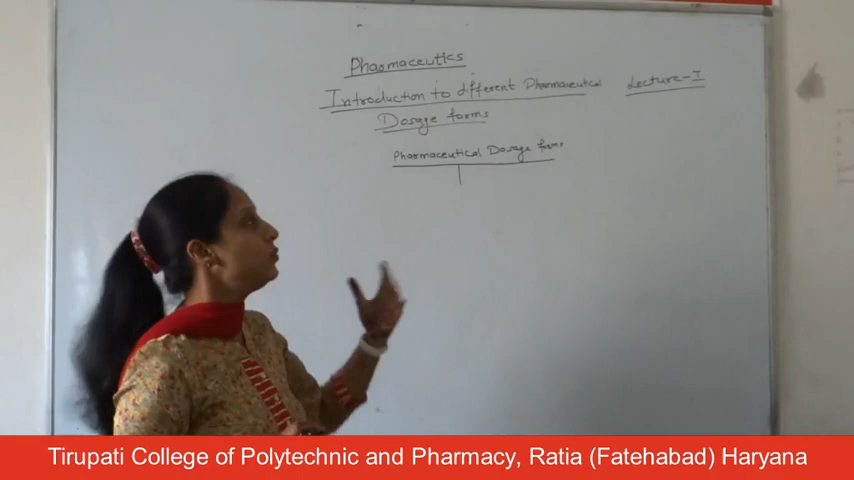 Pharmaceutics
Introduction to different Pharmaceutical Lecture-I
Dosage forms
Pharmaceutical Dosage forms
Tirupati College of Polytechnic and Pharmacy, Ratia (Fatehabad) Haryana